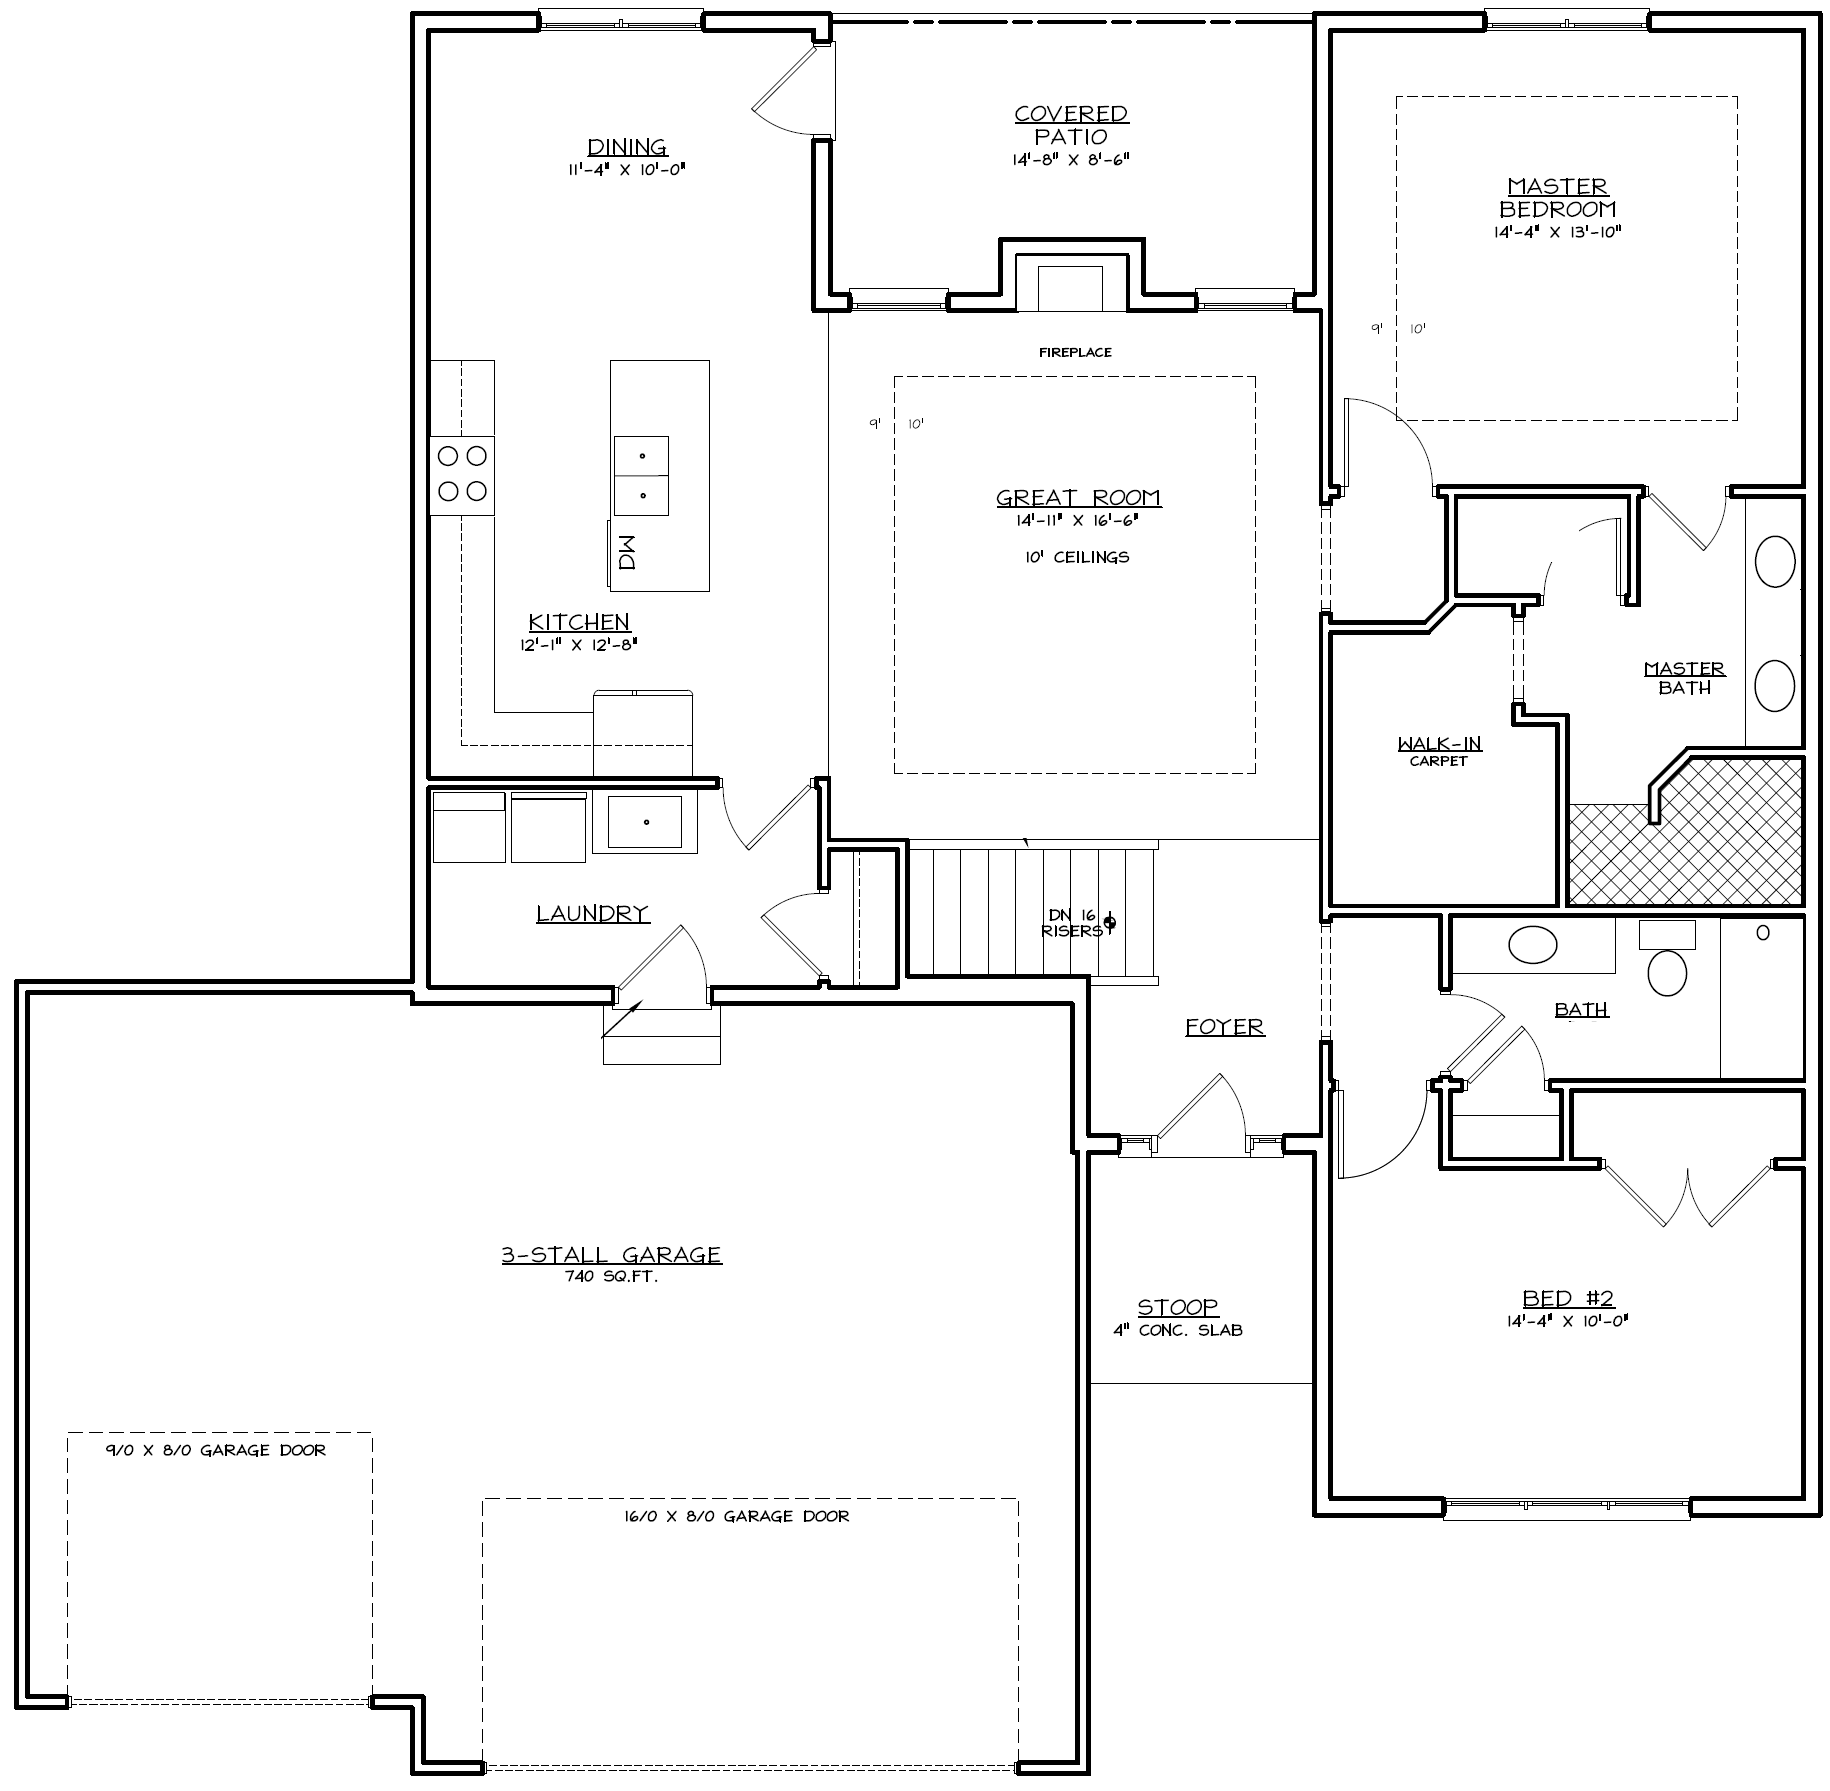 COVERED
PATIO
14'-8" X 8'-6"
DINING
11'-4" X 10'-0"
MASTER
BEDROOM
14'-4" X 13'-10"
9' 10'
FIREPLACE
9' 10'
GREAT ROOM
14'-11" X 16'-6"
10' CEILINGS
DW
KITCHEN
12'-1" X 12'-8"
MASTER
BATH
WALK-IN
CARPET
LAUNDRY
DN 16
RISERS
BATH
FOYER
3-STALL GARAGE
740 SQ.FT.
STOOP
4" CONC. SLAB
BED #2
14'-4" X 10'-0"
9/0 X 8/0 GARAGE DOOR
16/0 X 8/0 GARAGE DOOR